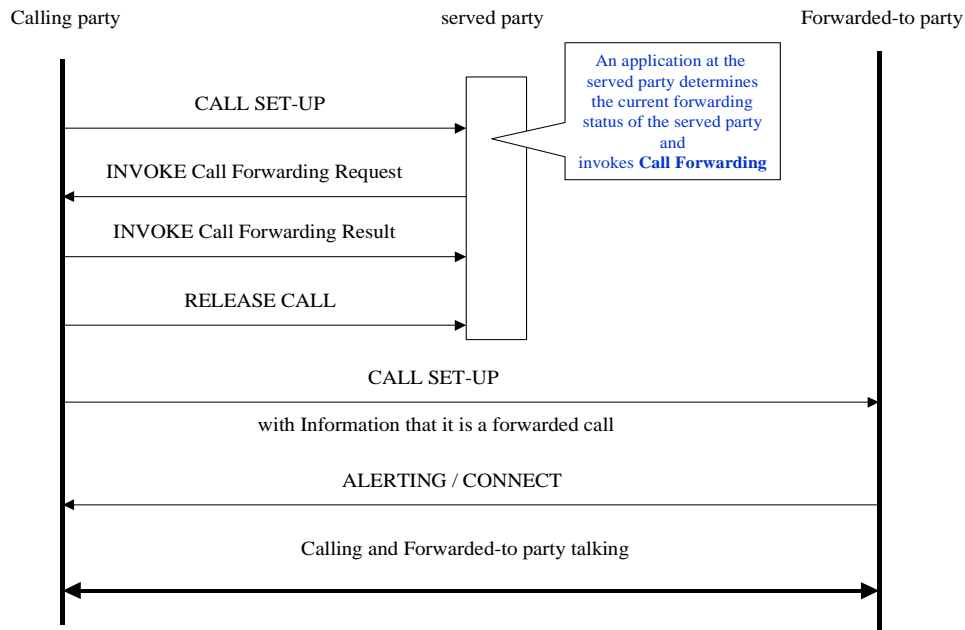 Calling party
served party
Forwarded-to party
An application at the
served party determines
the current forwarding
status of the served party
and
invokes Call Forwarding
CALL SET-UP
INVOKE Call Forwarding Request
INVOKE Call Forwarding Result
RELEASE CALL
CALL SET-UP
with Information that it is a forwarded call
ALERTING / CONNECT
Calling and Forwarded-to party talking